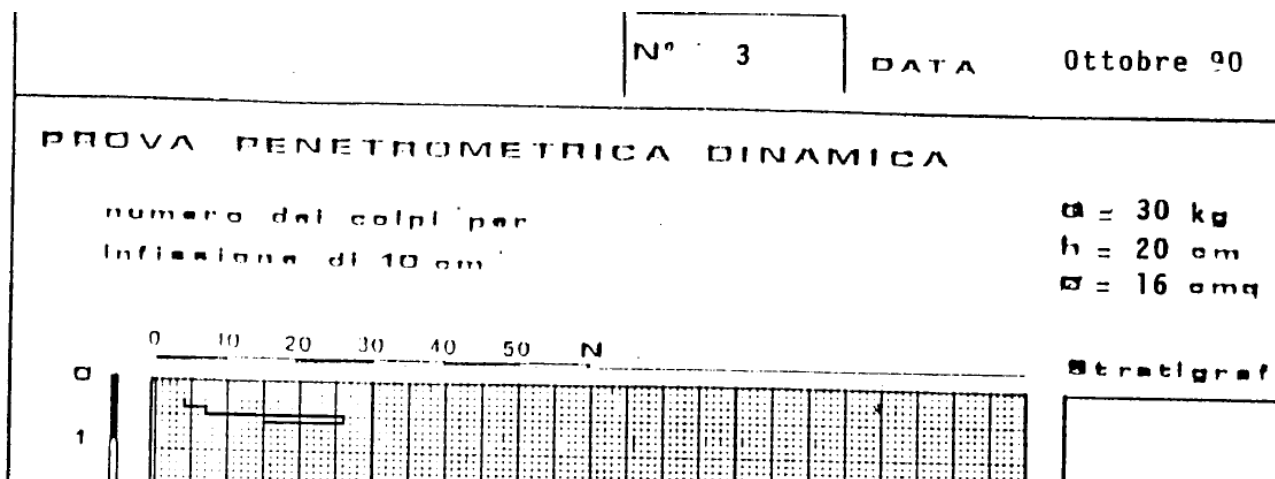 N° 3 DATA Ottobre 90
PROVA PENETROMETRICA DINAMICA
numero dei colpi per
infissione di 10 cm
= 30 kg
h = 20 cm
= 16 cmq
0 10 20 30 40 50 N
Stratigraf
0
1